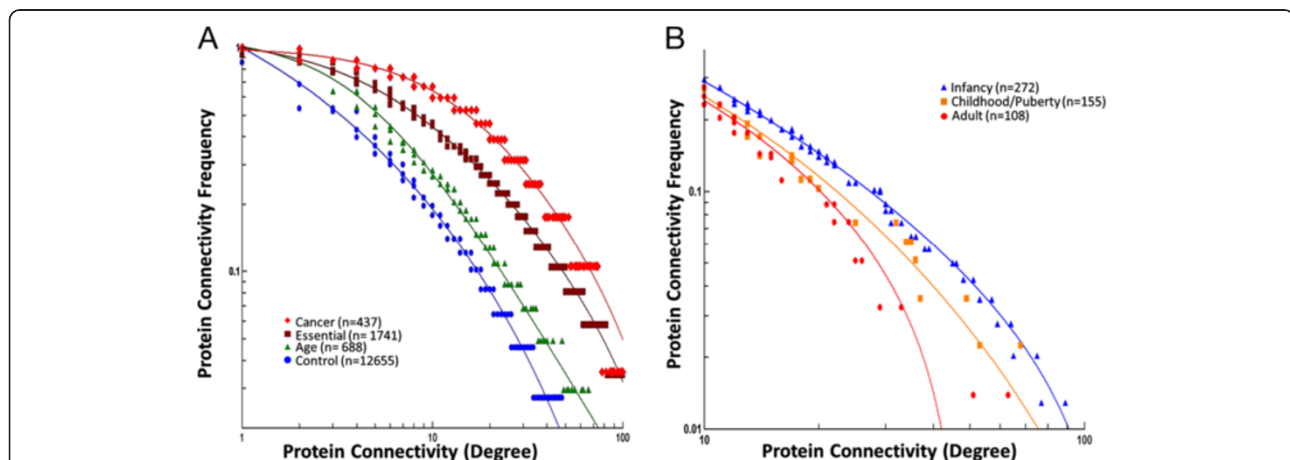 A
Protein Connectivity Frequency
1
0.1
Cancer (n=437)
Essential (n= 1741)
Age (n= 688)
Control (n=12655)
1
10
100
Protein Connectivity (Degree)
B
Protein Connectivity Frequency
0.1
0.01
Infancy (n=272)
Childhood/Puberty (n=155)
Adult (n=108)
10
100
Protein Connectivity (Degree)